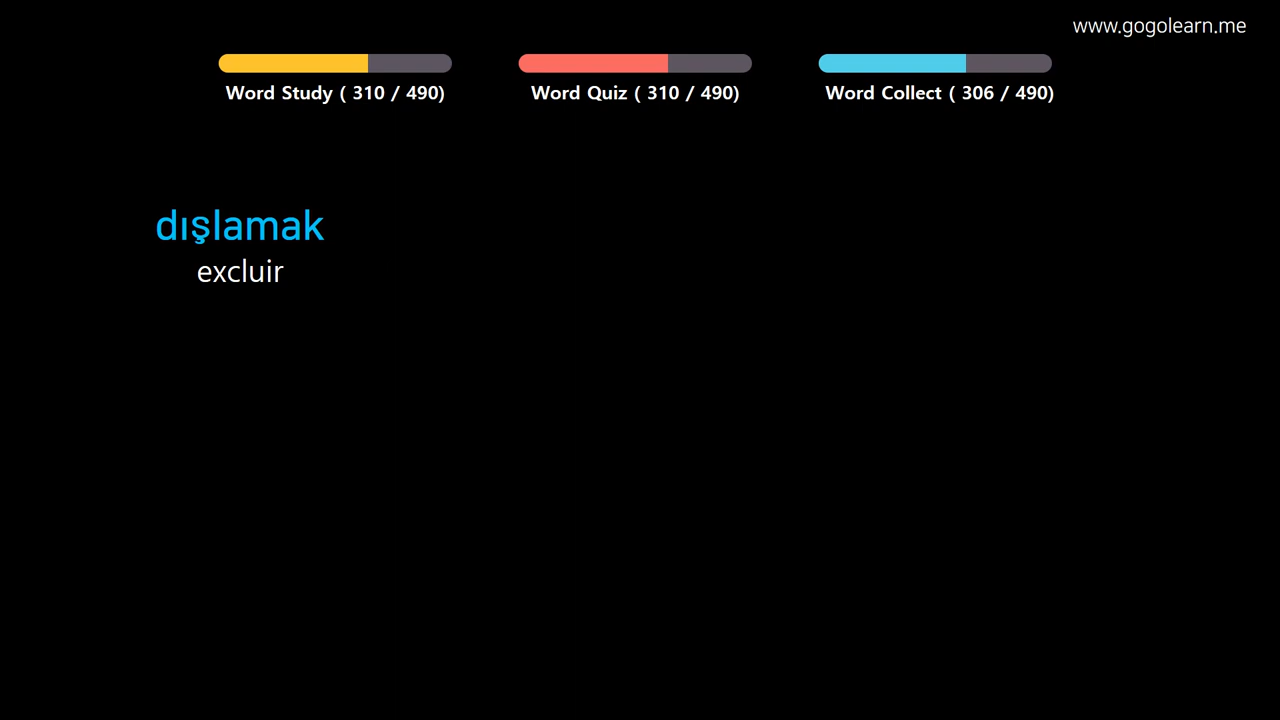 www.gogolearn.me
Word Study ( 310 / 490)
Word Quiz ( 310 / 490)
Word Collect ( 306 / 490)
dışlamak
excluir